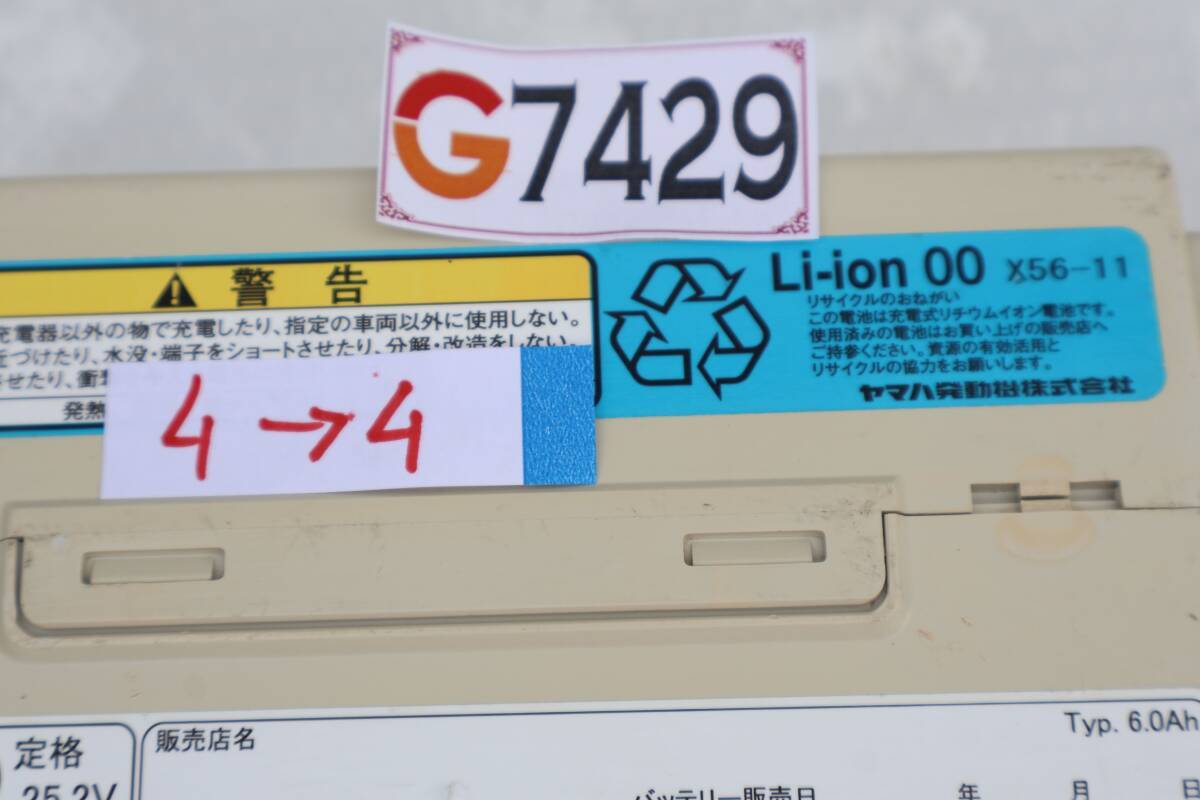 G7429
警告
充電器以外の物で充電したり、指定の車両以外に使用しない。
近づけたり、水没・端子をショートさせたり、分解・改造をしない。
させたり、衝
発熱
4→4
Li-ion 00 X56-11
リサイクルのおねがい
この電池は充電式リチウムイオン電池です。
使用済みの電池はお買い上げの販売店へ
ご持参ください。資源の有効活用と
リサイクルの協力をお願いします。
ヤマハ発動機株式会社
定格
25.2V
販売店名
Typ. 6.0Ah
バッテリー販売日 年 月 日